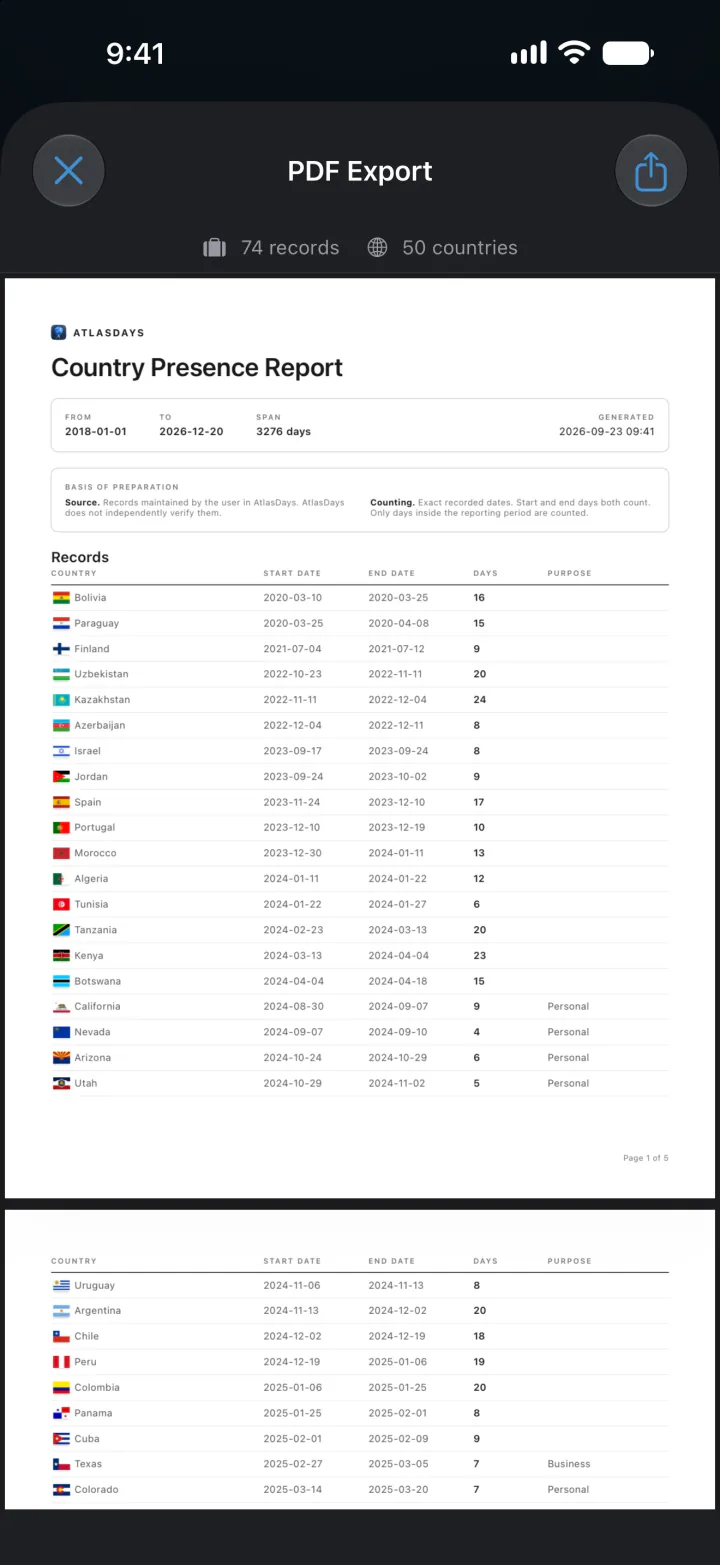 9:41
PDF Export
74 records 50 countries
ATLASDAYS
Country Presence Report
FROM TO SPAN GENERATED
2018-01-01 2026-12-20 3276 days 2026-09-23 09:41
BASIS OF PREPARATION
Source. Records maintained by the user in AtlasDays. AtlasDays does not independently verify them.
Counting. Exact recorded dates. Start and end days both count. Only days inside the reporting period are counted.
Records
COUNTRY START DATE END DATE DAYS PURPOSE
Bolivia 2020-03-10 2020-03-25 16
Paraguay 2020-03-25 2020-04-08 15
Finland 2021-07-04 2021-07-12 9
Uzbekistan 2022-10-23 2022-11-11 20
Kazakhstan 2022-11-11 2022-12-04 24
Azerbaijan 2022-12-04 2022-12-11 8
Israel 2023-09-17 2023-09-24 8
Jordan 2023-09-24 2023-10-02 9
Spain 2023-11-24 2023-12-10 17
Portugal 2023-12-10 2023-12-19 10
Morocco 2023-12-30 2024-01-11 13
Algeria 2024-01-11 2024-01-22 12
Tunisia 2024-01-22 2024-01-27 6
Tanzania 2024-02-23 2024-03-13 20
Kenya 2024-03-13 2024-04-04 23
Botswana 2024-04-04 2024-04-18 15
California 2024-08-30 2024-09-07 9 Personal
Nevada 2024-09-07 2024-09-10 4 Personal
Arizona 2024-10-24 2024-10-29 6 Personal
Utah 2024-10-29 2024-11-02 5 Personal
Page 1 of 5
COUNTRY START DATE END DATE DAYS PURPOSE
Uruguay 2024-11-06 2024-11-13 8
Argentina 2024-11-13 2024-12-02 20
Chile 2024-12-02 2024-12-19 18
Peru 2024-12-19 2025-01-06 19
Colombia 2025-01-06 2025-01-25 20
Panama 2025-01-25 2025-02-01 8
Cuba 2025-02-01 2025-02-09 9
Texas 2025-02-27 2025-03-05 7 Business
Colorado 2025-03-14 2025-03-20 7 Personal